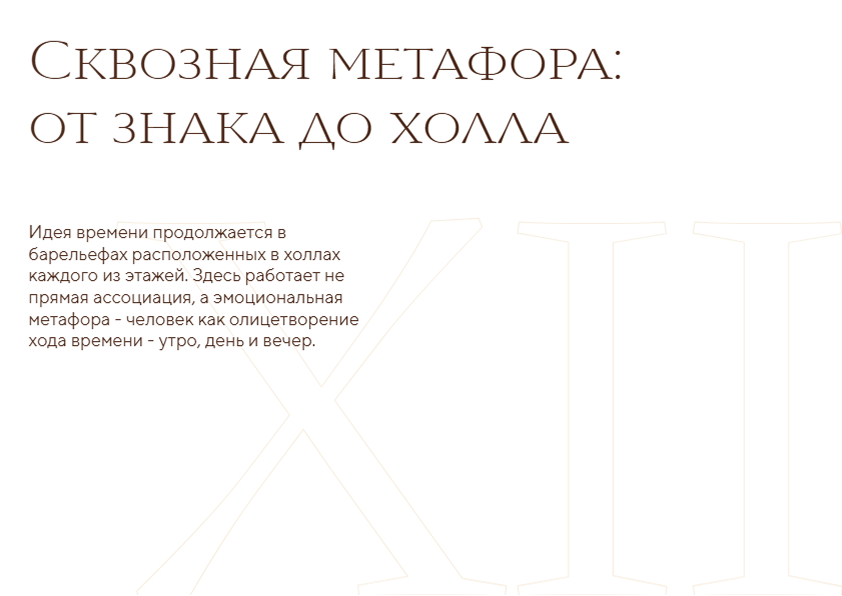 Сквозная метафора:
от знака до холла
Идея времени продолжается в
барельефах расположенных в холлах
каждого из этажей. Здесь работает не
прямая ассоциация, а эмоциональная
метафора - человек как олицетворение
хода времени - утро, день и вечер.
XII